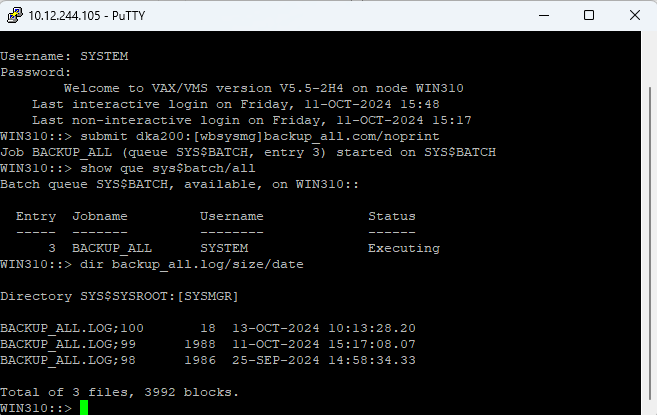 10.12.244.105 - PuTTY
Username: SYSTEM
Password:
        Welcome to VAX/VMS version V5.5-2H4 on node WIN310
    Last interactive login on Friday, 11-OCT-2024 15:48
    Last non-interactive login on Friday, 11-OCT-2024 15:17
WIN310::> submit dka200:[wbsysmg]backup_all.com/noprint
Job BACKUP_ALL (queue SYS$BATCH, entry 3) started on SYS$BATCH
WIN310::> show que sys$batch/all
Batch queue SYS$BATCH, available, on WIN310::
  Entry  Jobname         Username             Status
  -----  -------         --------             ------
      3  BACKUP_ALL      SYSTEM               Executing
WIN310::> dir backup_all.log/size/date
Directory SYS$SYSROOT:[SYSMGR]
BACKUP_ALL.LOG;100       18  13-OCT-2024 10:13:28.20
BACKUP_ALL.LOG;99      1988  11-OCT-2024 15:17:08.07
BACKUP_ALL.LOG;98      1986  25-SEP-2024 14:58:34.33
Total of 3 files, 3992 blocks.
WIN310::>